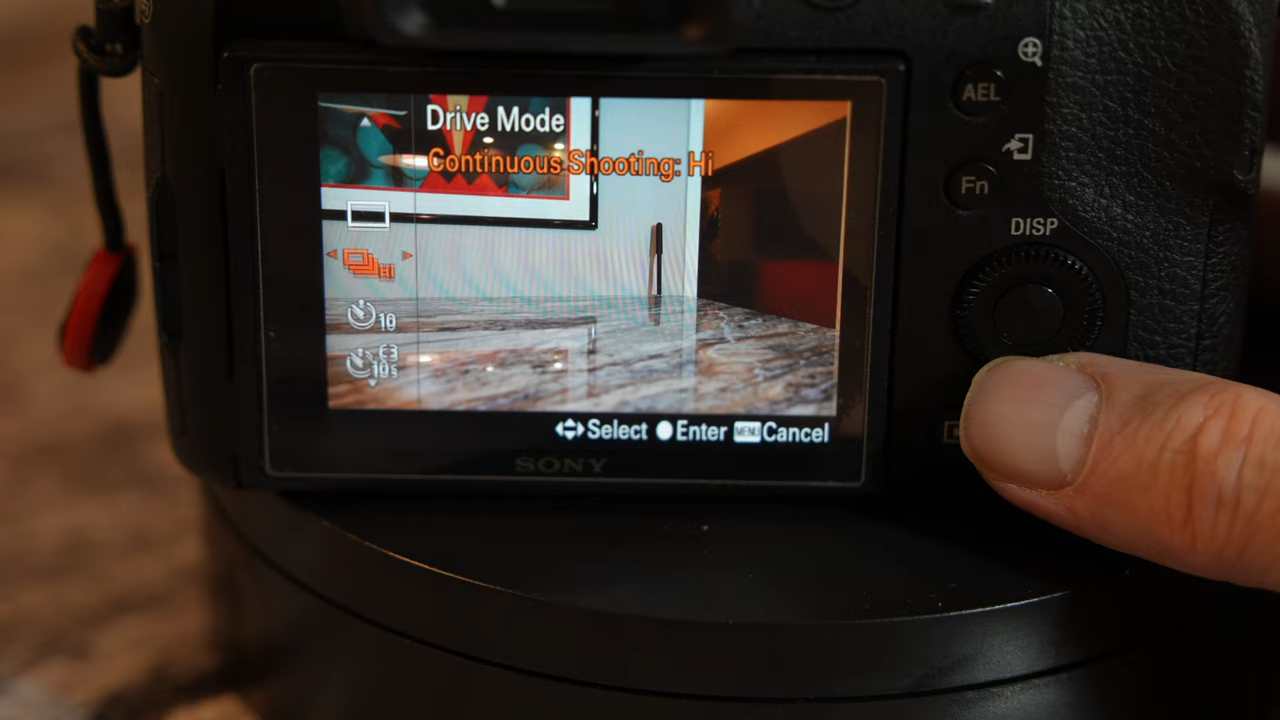 Drive Mode
Continuous Shooting: Hi
HI
10
10s
Select Enter MENU Cancel
SONY
AEL
Fn
DISP